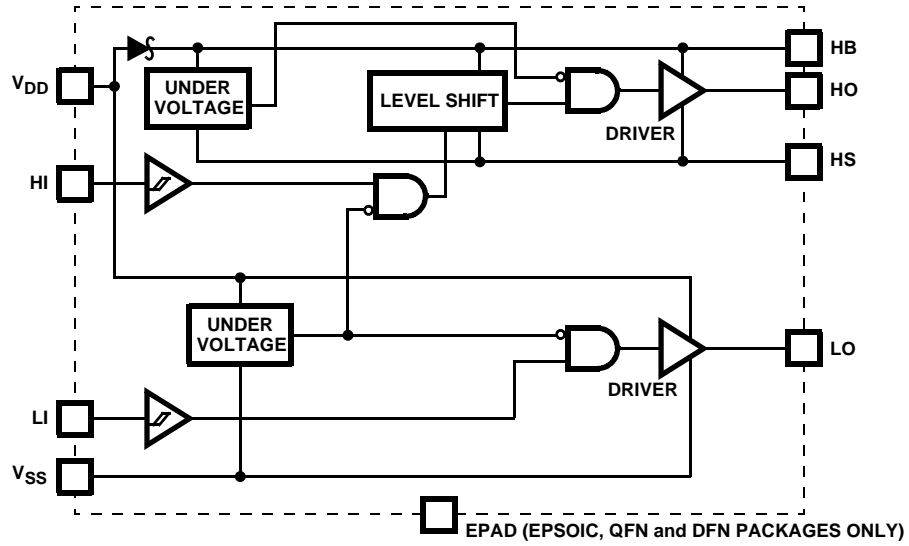 HB
V_DD
UNDER
VOLTAGE
LEVEL SHIFT
HO
DRIVER
HS
HI
UNDER
VOLTAGE
LO
DRIVER
LI
V_SS
EPAD (EPSOIC, QFN and DFN PACKAGES ONLY)